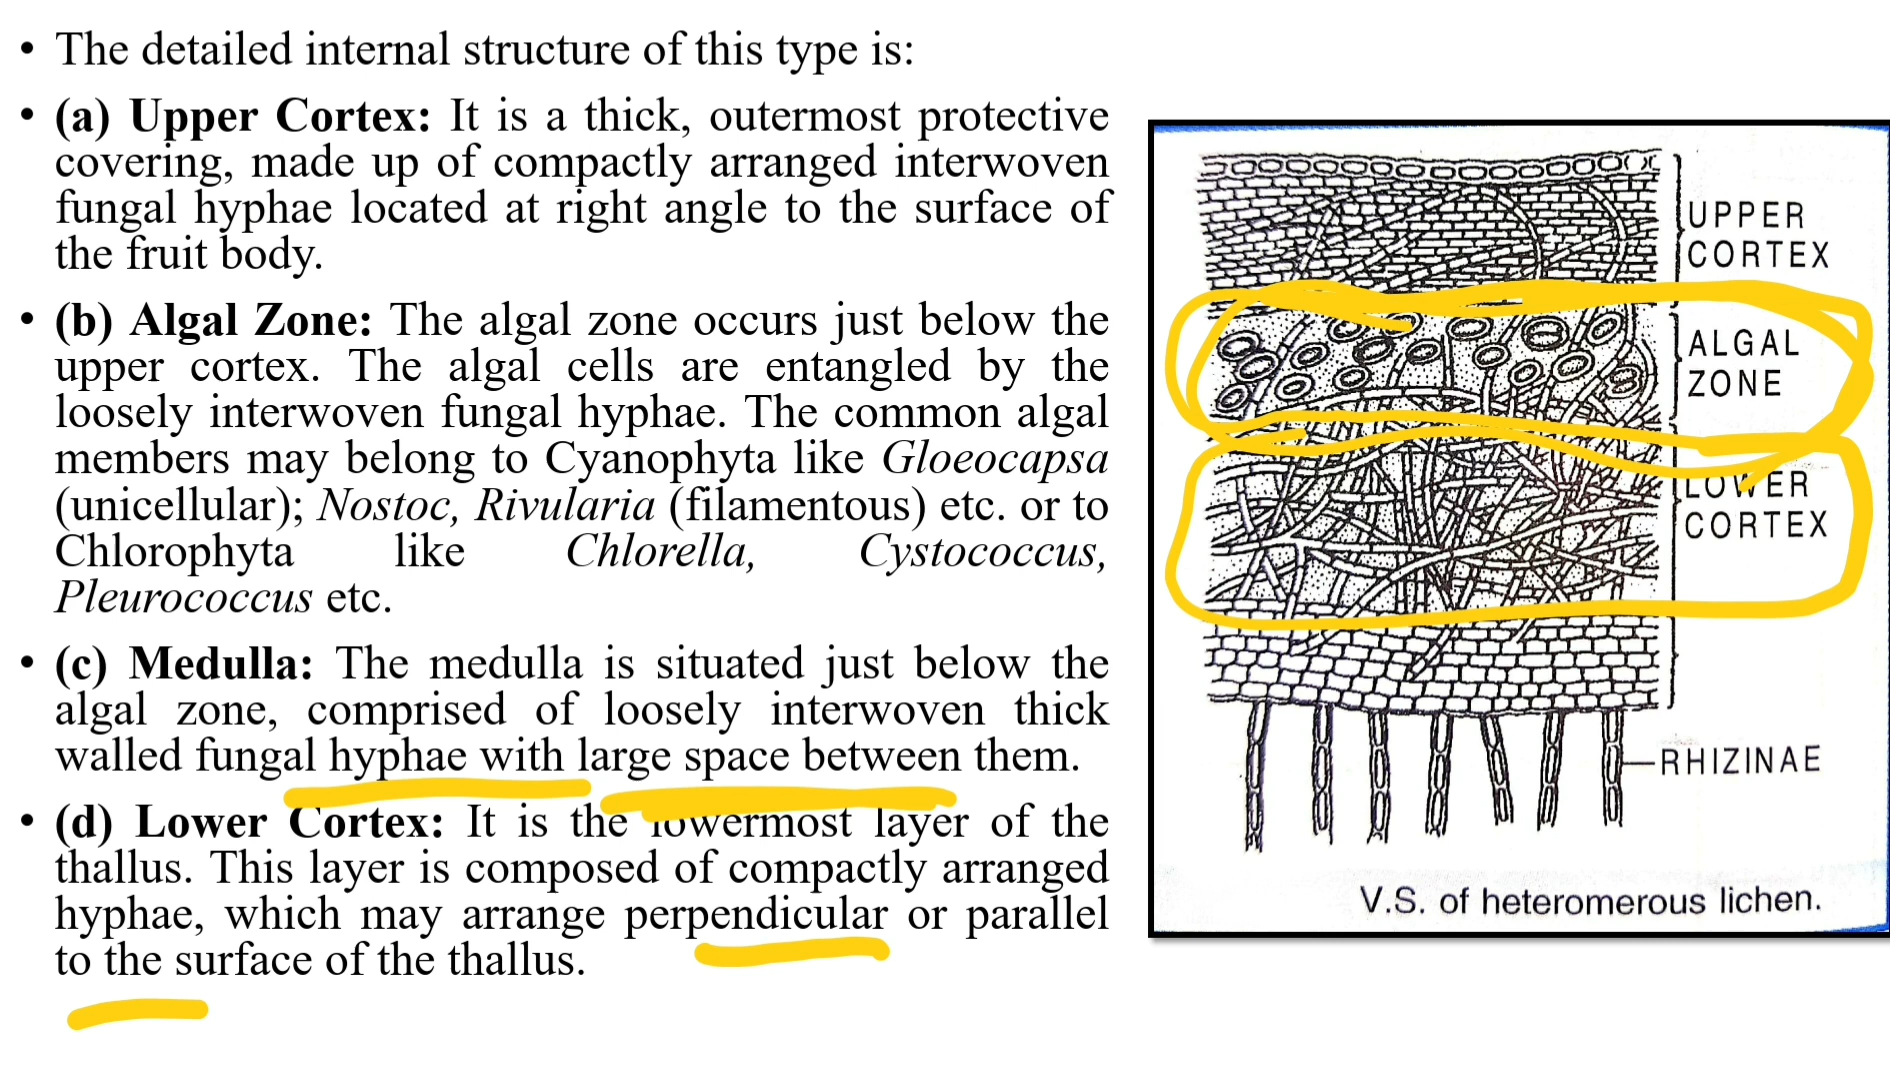 • The detailed internal structure of this type is:
• (a) Upper Cortex: It is a thick, outermost protective
covering, made up of compactly arranged interwoven
fungal hyphae located at right angle to the surface of
the fruit body.
• (b) Algal Zone: The algal zone occurs just below the
upper cortex. The algal cells are entangled by the
loosely interwoven fungal hyphae. The common algal
members may belong to Cyanophyta like Gloeocapsa
(unicellular); Nostoc, Rivularia (filamentous) etc. or to
Chlorophyta like Chlorella, Cystococcus,
Pleurococcus etc.
• (c) Medulla: The medulla is situated just below the
algal zone, comprised of loosely interwoven thick
walled fungal hyphae with large space between them.
• (d) Lower Cortex: It is the lowermost layer of the
thallus. This layer is composed of compactly arranged
hyphae, which may arrange perpendicular or parallel
to the surface of the thallus.
UPPER
CORTEX
ALGAL
ZONE
LOWER
CORTEX
RHIZINAE
V.S. of heteromerous lichen.